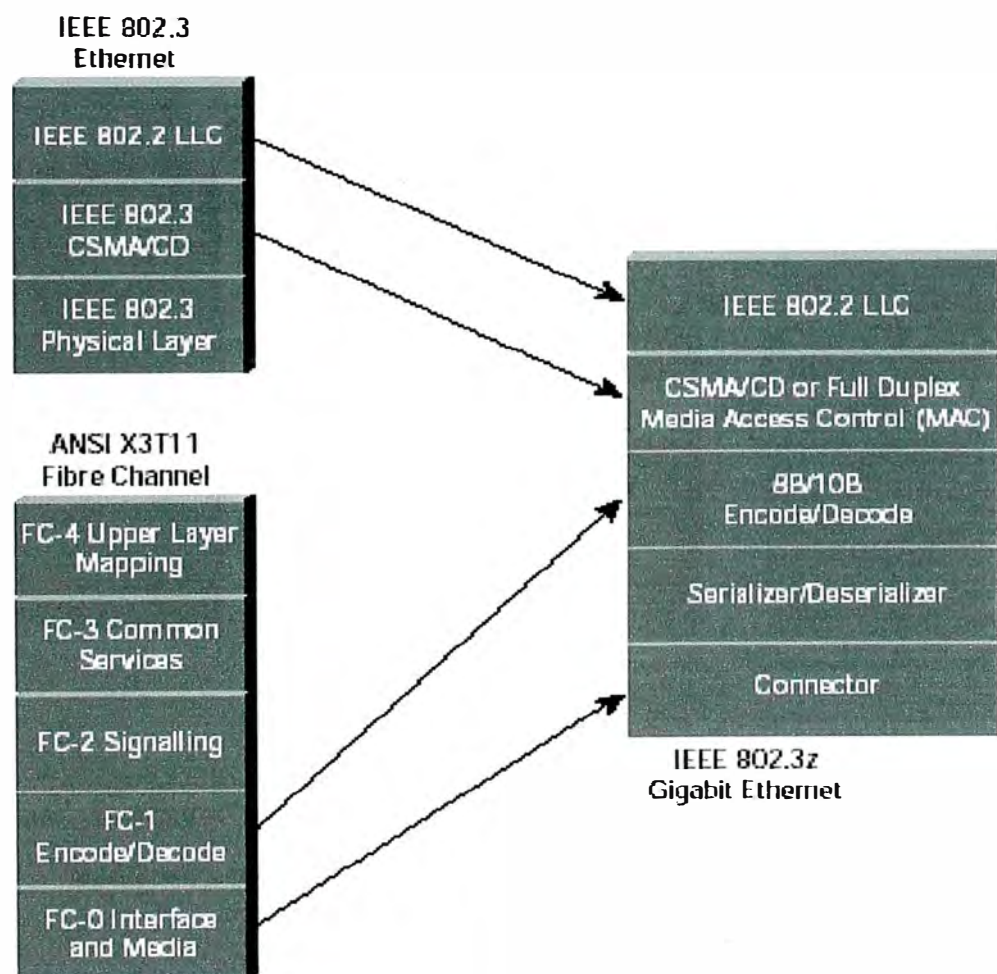 IEEE 802.3
Ethernet
IEEE 802.2 LLC
IEEE 802.3
CSMA/CD
IEEE 802.3
Physical Layer
ANSI X3T11
Fibre Channel
FC-4 Upper Layer
Mapping
FC-3 Common
Services
FC-2 Signalling
FC-1
Encode/Decode
FC-0 Interface
and Media
IEEE 802.2 LLC
CSMA/CD or Full Duplex
Media Access Control (MAC)
8B/10B
Encode/Decode
Serializer/Deserializer
Connector
IEEE 802.3z
Gigabit Ethernet